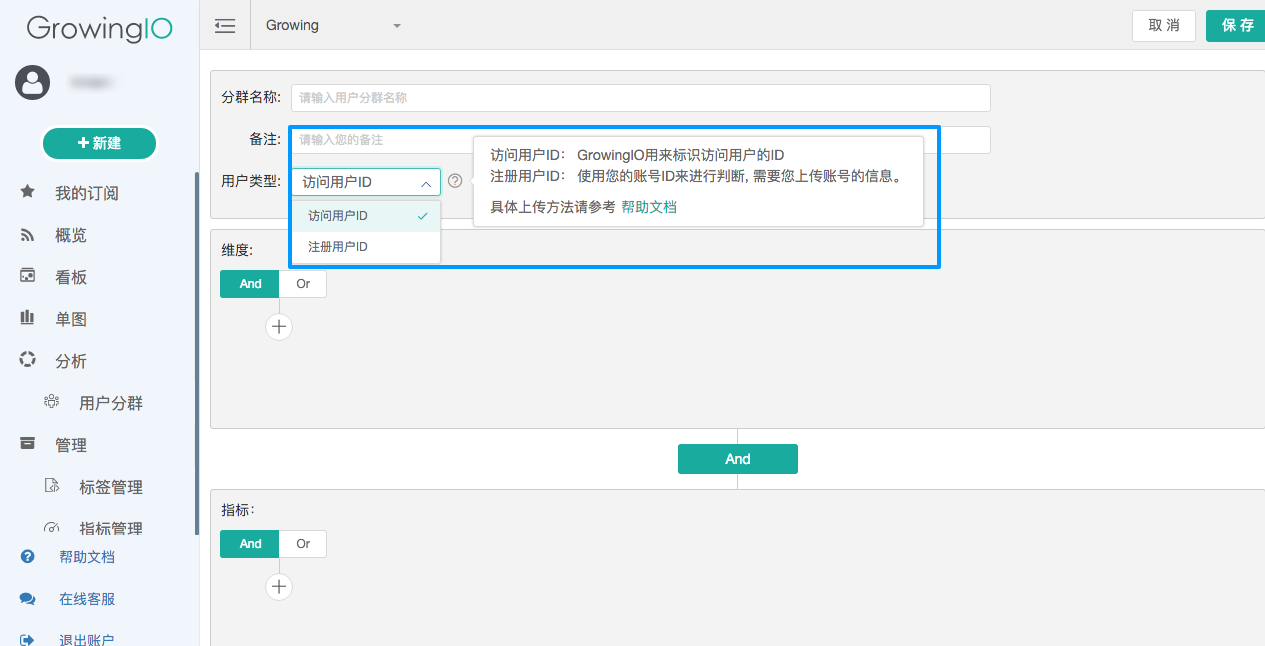 GrowingIO
Growing
取 消
保 存
+ 新建
我的订阅
概览
看板
单图
分析
用户分群
管理
标签管理
指标管理
帮助文档
在线客服
退出账户
分群名称:
请输入用户分群名称
备注:
请输入您的备注
用户类型:
访问用户ID
访问用户ID
注册用户ID
访问用户ID: GrowingIO用来标识访问用户的ID
注册用户ID: 使用您的账号ID来进行判断, 需要您上传账号的信息。
具体上传方法请参考 帮助文档
维度:
And Or
And
指标:
And Or